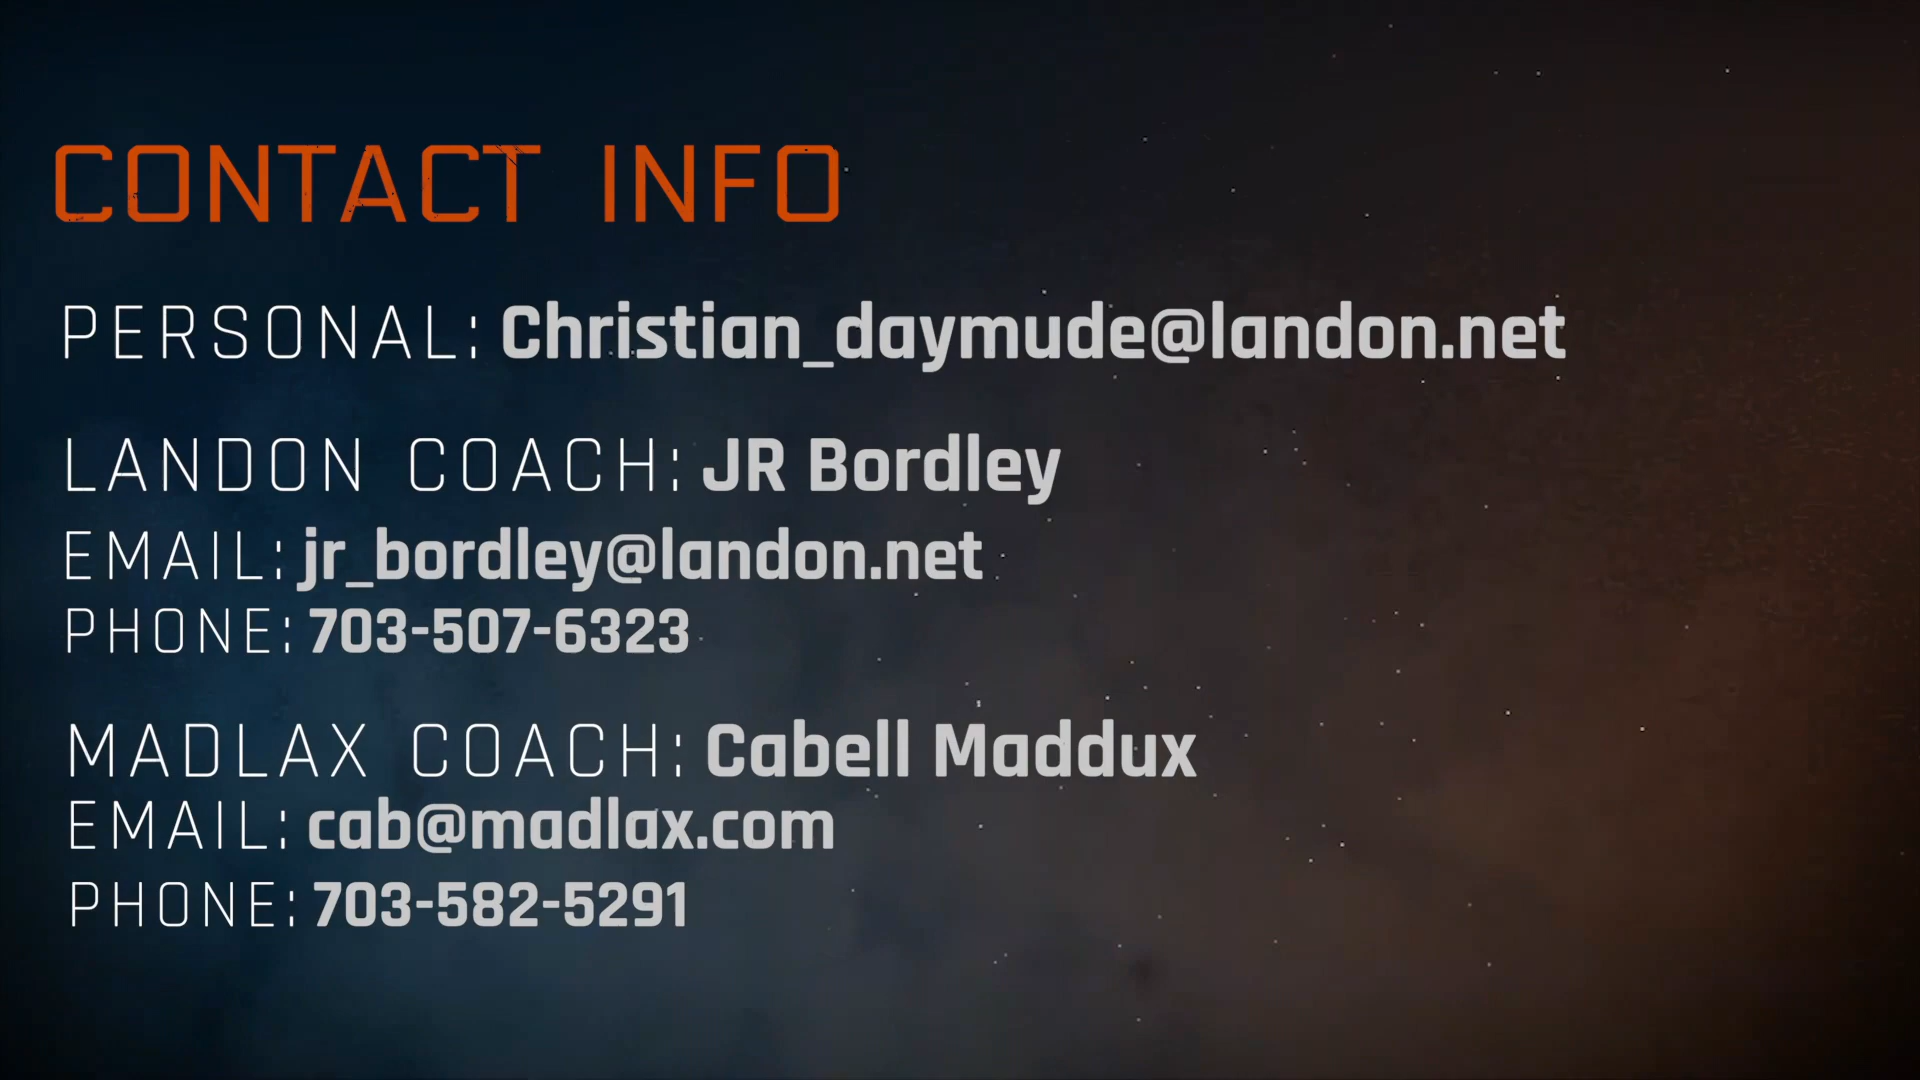 CONTACT INFO
PERSONAL: Christian_daymude@landon.net
LANDON COACH: JR Bordley
EMAIL: jr_bordley@landon.net
PHONE: 703-507-6323
MADLAX COACH: Cabell Maddux
EMAIL: cab@madlax.com
PHONE: 703-582-5291